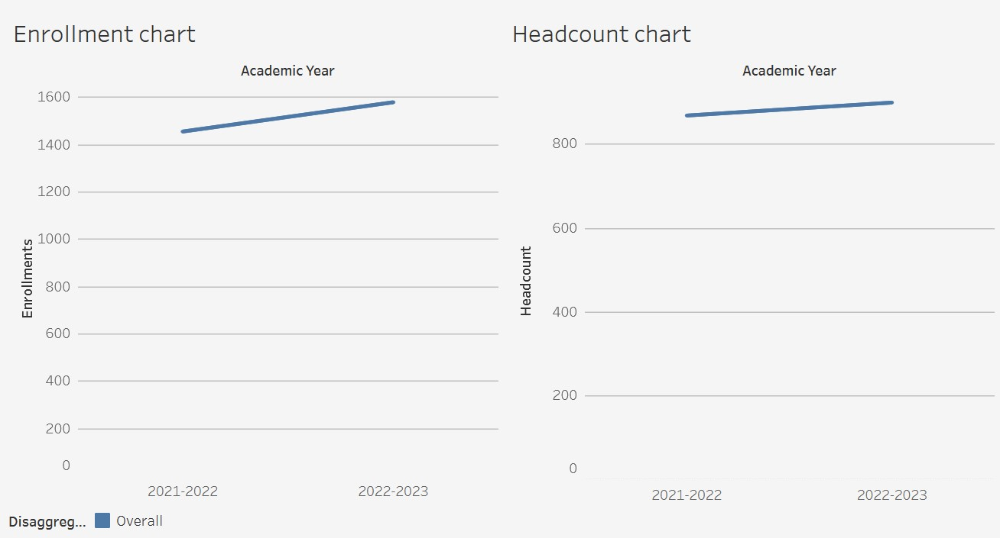 Enrollment chart
Academic Year
1600
1400
1200
1000
800
600
400
200
0
Enrollments
2021-2022 2022-2023
Disaggreg... Overall
Headcount chart
Academic Year
800
600
400
200
0
Headcount
2021-2022 2022-2023